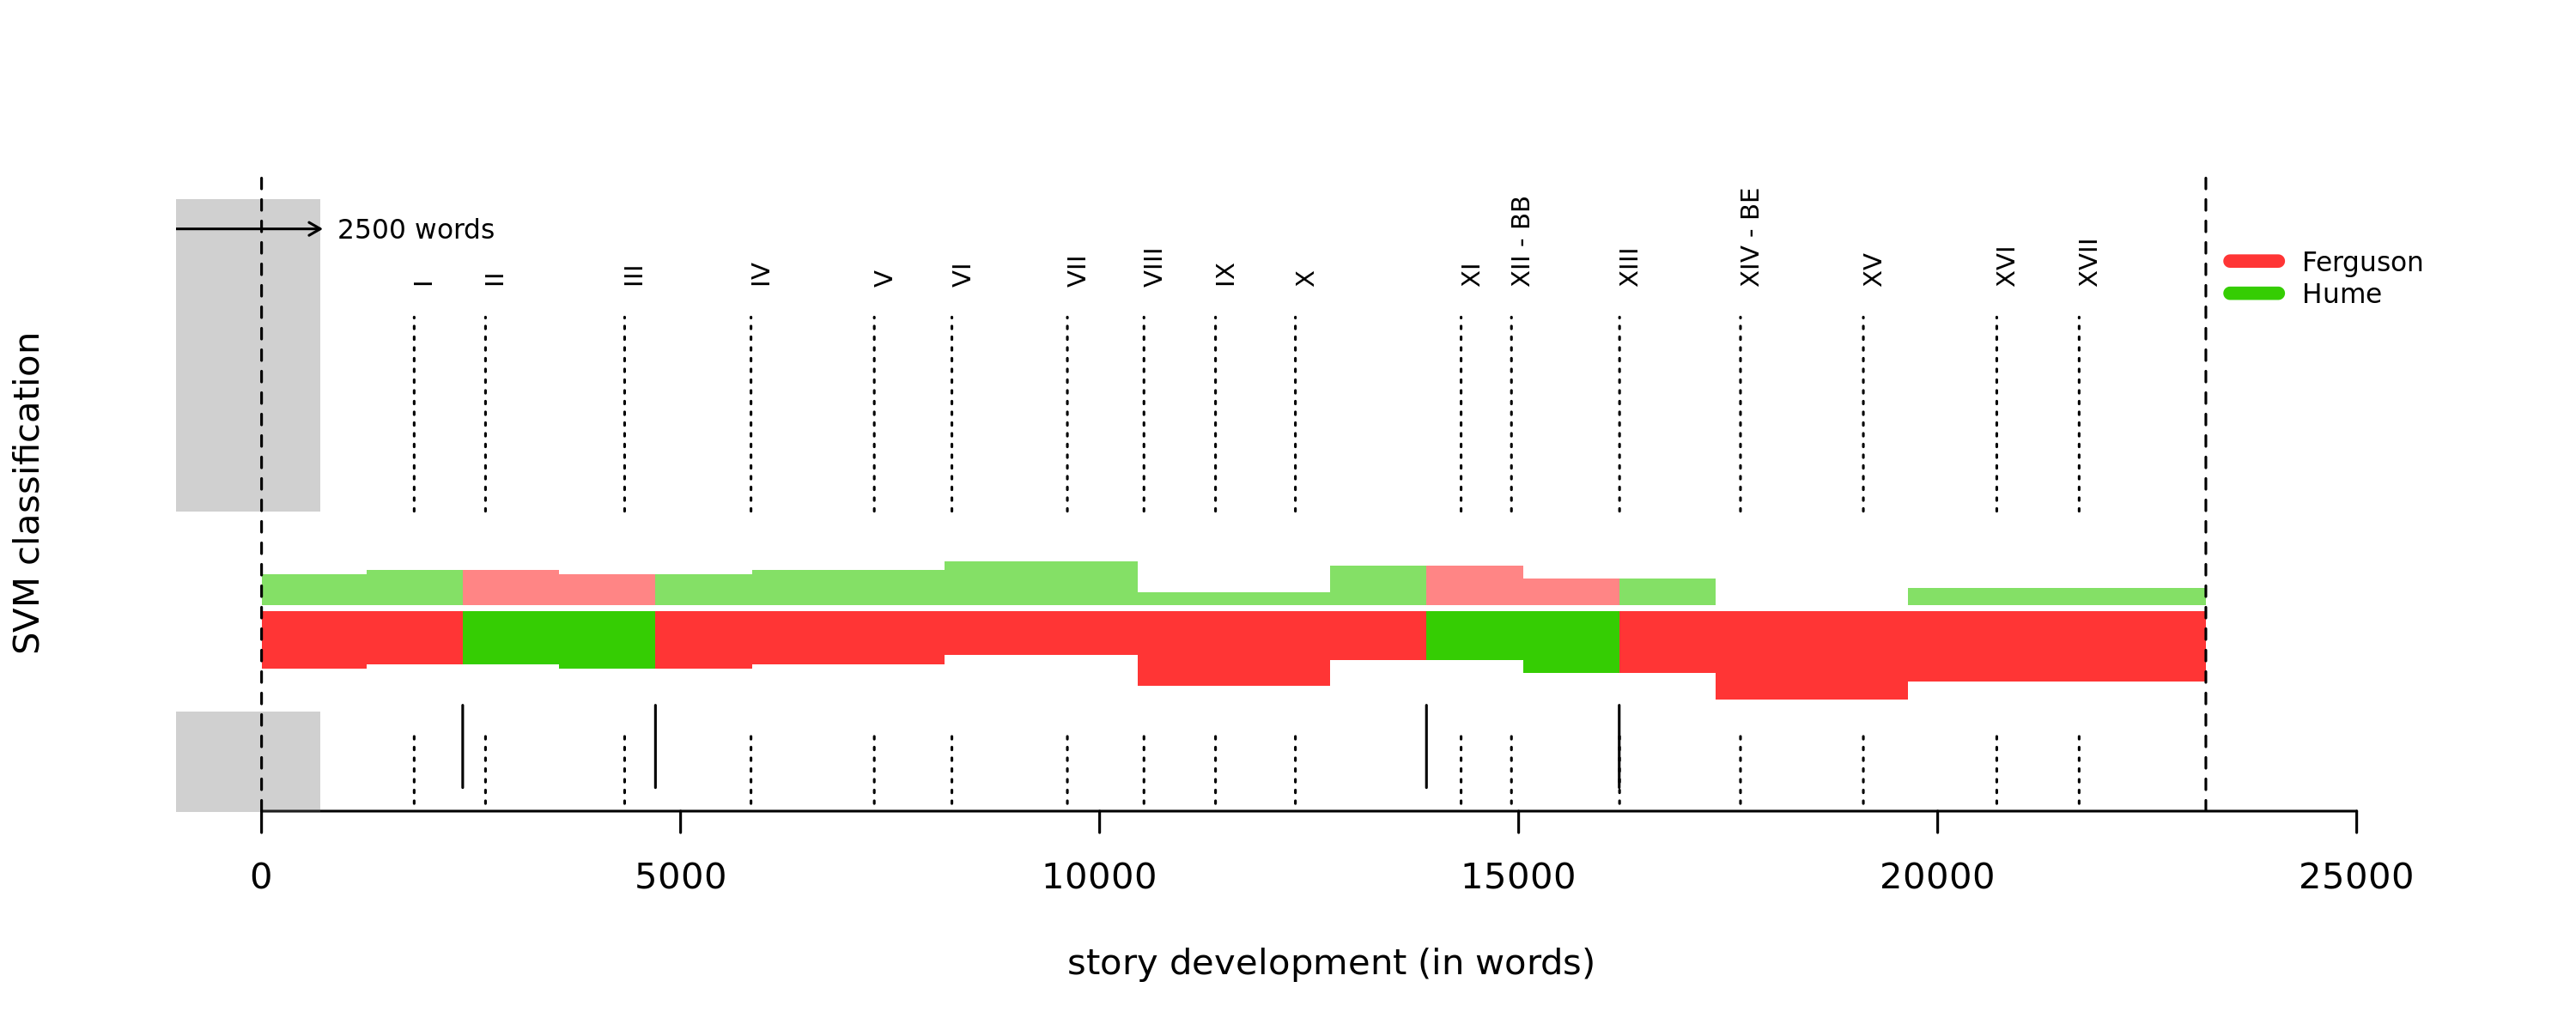 2500 words
I
II
III
IV
V
VI
VII
VIII
IX
X
XI
XII - BB
XIII
XIV - BE
XV
XVI
XVII
Ferguson
Hume
SVM classification
0
5000
10000
15000
20000
25000
story development (in words)